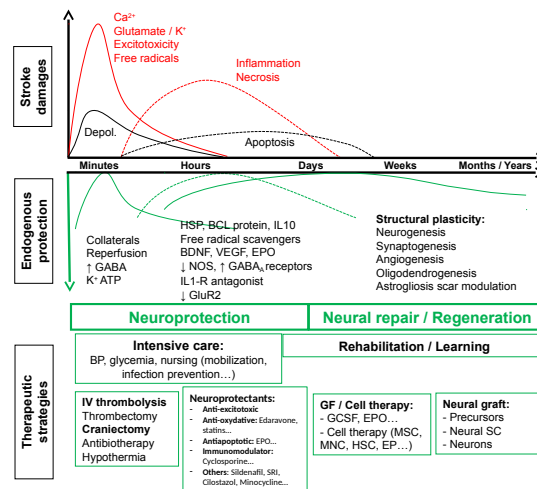 Ca²⁺
Glutamate / K⁺
Excitotoxicity
Free radicals
Inflammation
Necrosis
Stroke
damages
Depol.
Apoptosis
Minutes
Hours
Days
Weeks
Months / Years
Endogenous
protection
Collaterals
Reperfusion
↑ GABA
K⁺ ATP
HSP, BCL protein, IL10
Free radical scavengers
BDNF, VEGF, EPO
↓ NOS, ↑ GABA_A receptors
IL1-R antagonist
↓ GluR2
Structural plasticity:
Neurogenesis
Synaptogenesis
Angiogenesis
Oligodendrogenesis
Astrogliosis scar modulation
Neuroprotection
Neural repair / Regeneration
Therapeutic
strategies
Intensive care:
BP, glycemia, nursing (mobilization,
infection prevention…)
Rehabilitation / Learning
IV thrombolysis
Thrombectomy
Craniectomy
Antibiotherapy
Hypothermia
Neuroprotectants:
- Anti-excitotoxic
- Anti-oxydative: Edaravone,
statins…
- Antiapoptotic: EPO…
- Immunomodulator:
Cyclosporine…
- Others: Sildenafil, SRI,
Cilostazol, Minocycline…
GF / Cell therapy:
- GCSF, EPO…
- Cell therapy (MSC,
MNC, HSC, EP…)
Neural graft:
- Precursors
- Neural SC
- Neurons